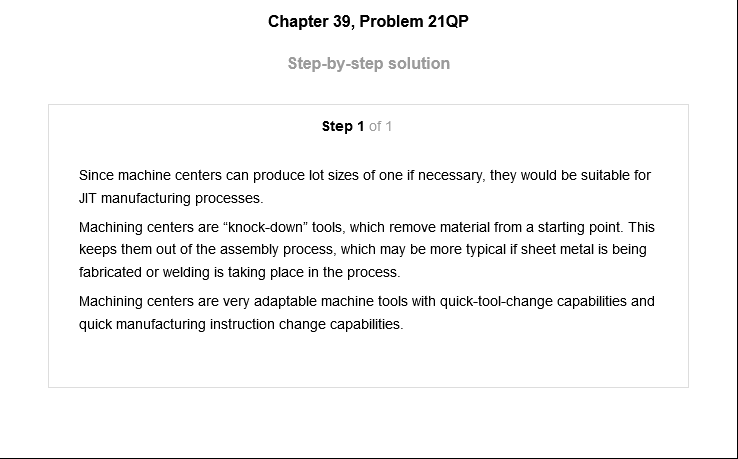 Chapter 39, Problem 21QP
Step-by-step solution
Step 1 of 1
Since machine centers can produce lot sizes of one if necessary, they would be suitable for
JIT manufacturing processes.
Machining centers are “knock-down” tools, which remove material from a starting point. This
keeps them out of the assembly process, which may be more typical if sheet metal is being
fabricated or welding is taking place in the process.
Machining centers are very adaptable machine tools with quick-tool-change capabilities and
quick manufacturing instruction change capabilities.